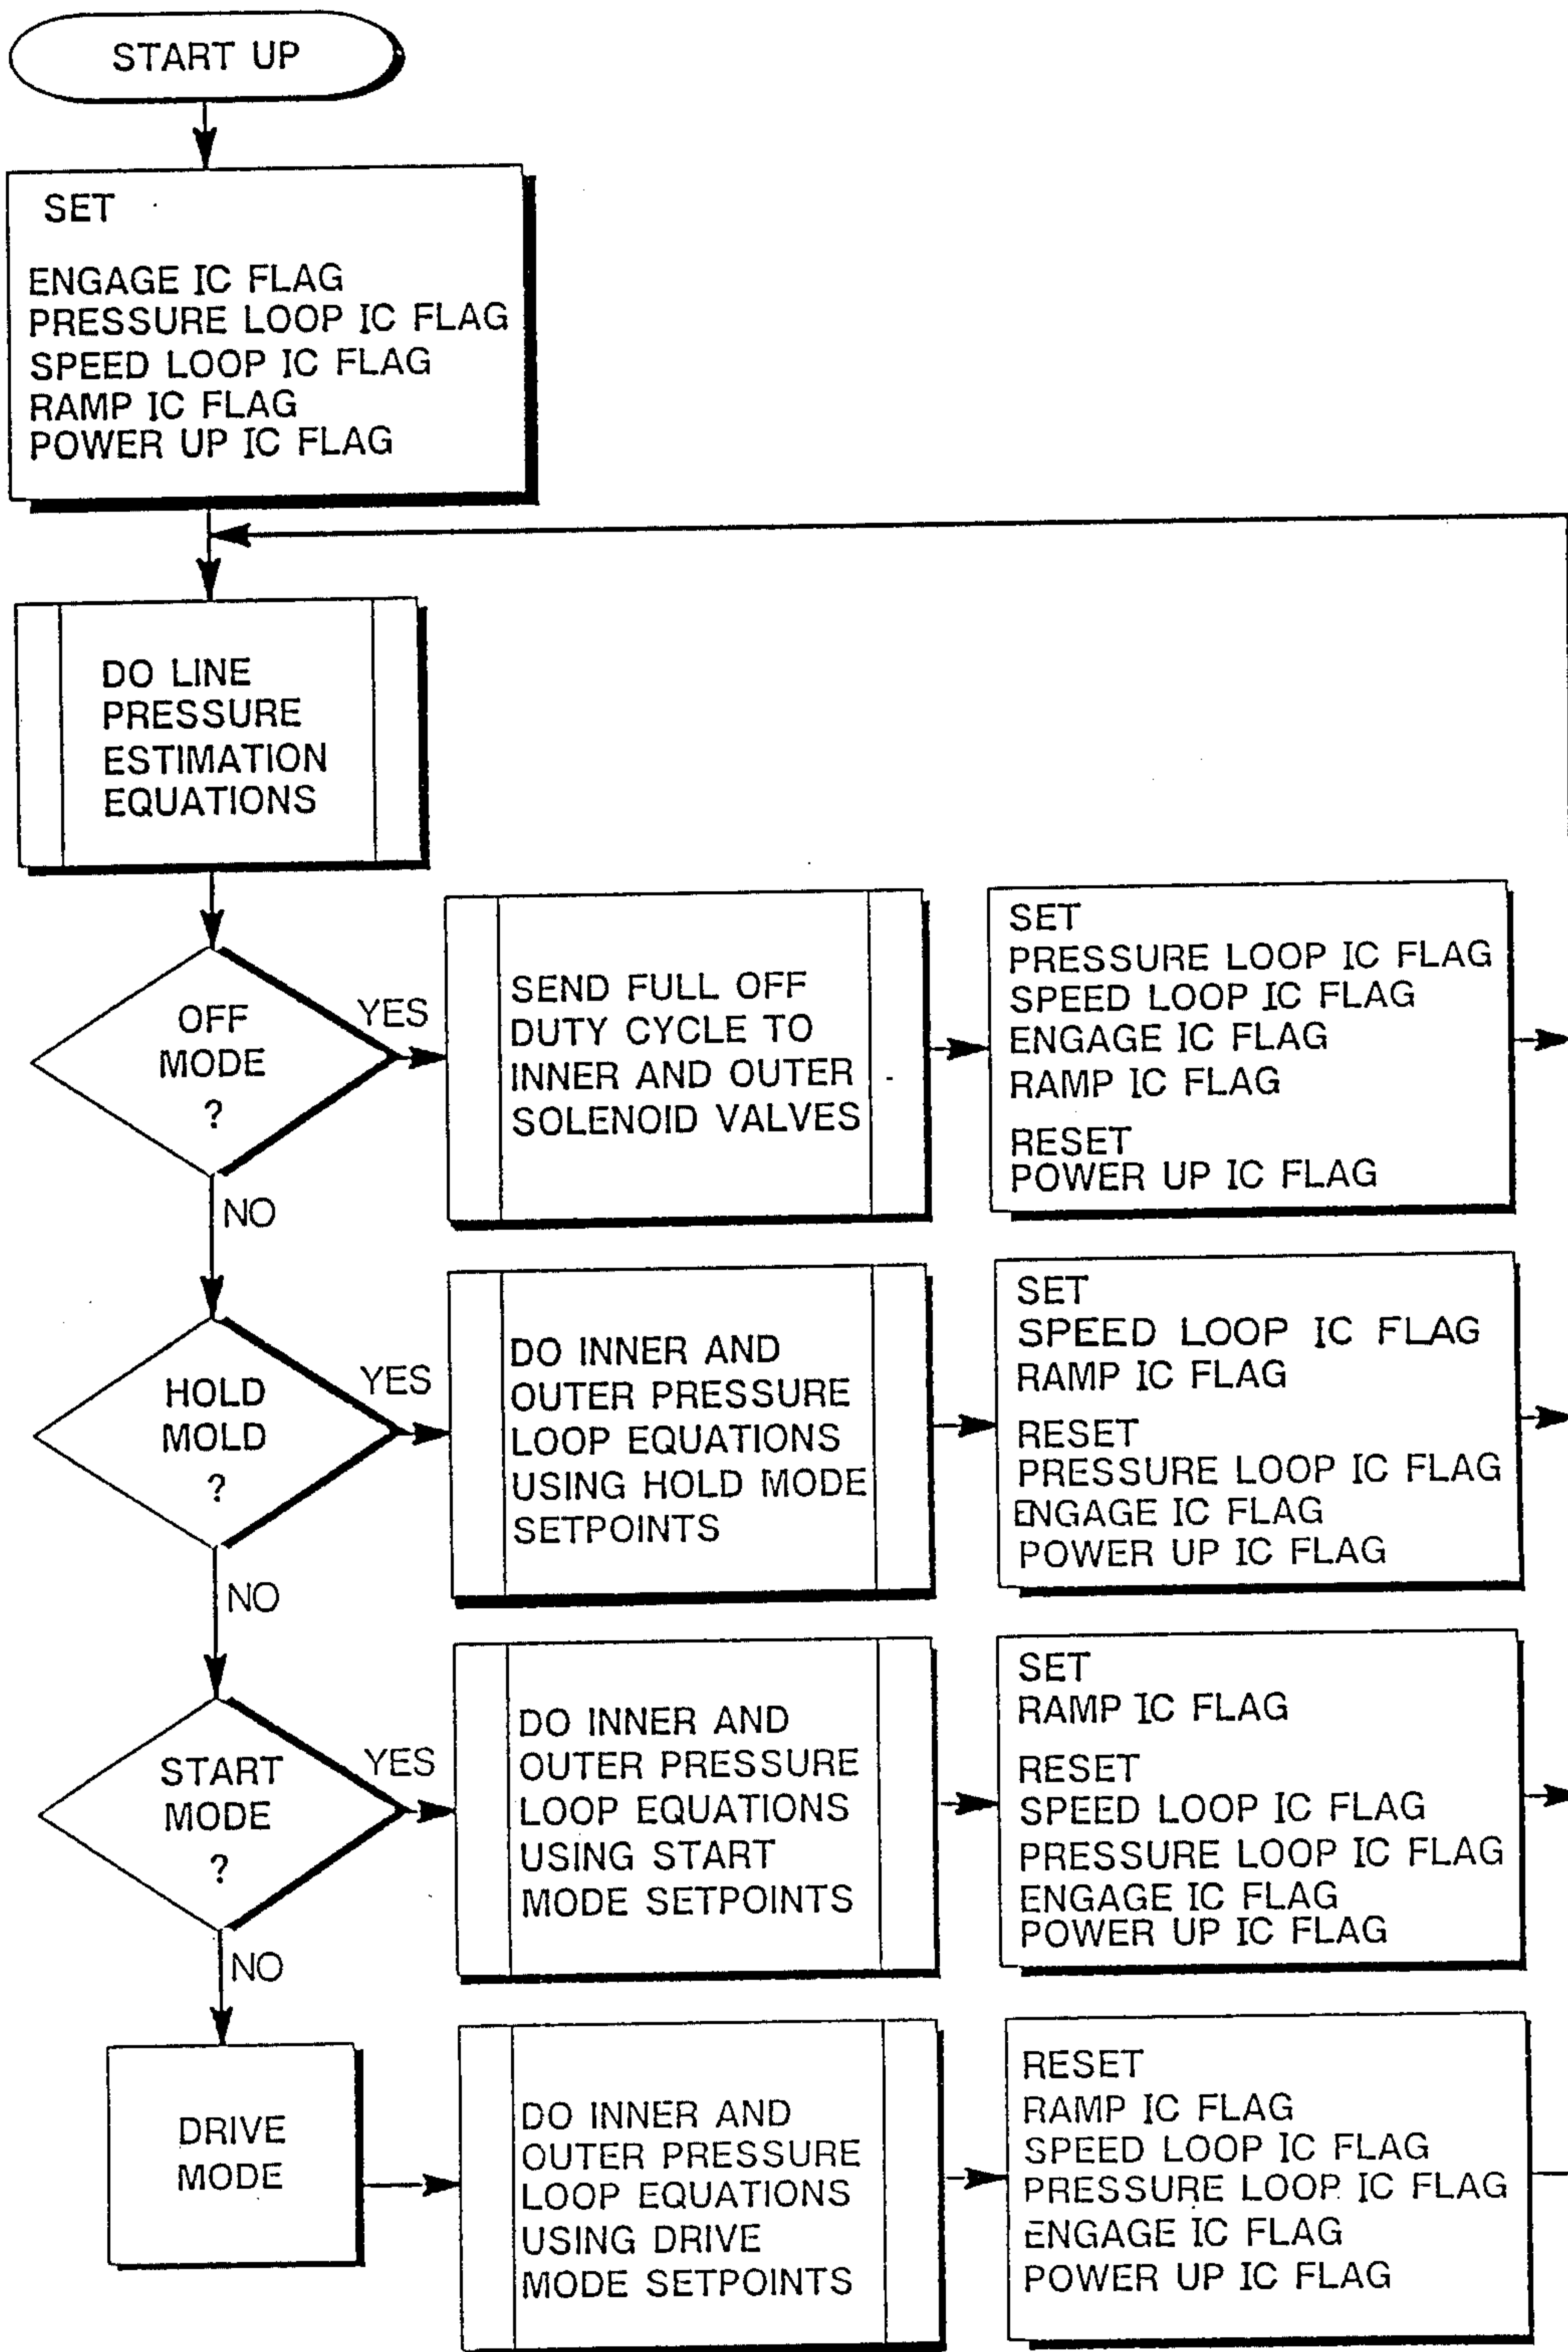 START UP
SET
ENGAGE IC FLAG
PRESSURE LOOP IC FLAG
SPEED LOOP IC FLAG
RAMP IC FLAG
POWER UP IC FLAG
DO LINE
PRESSURE
ESTIMATION
EQUATIONS
OFF
MODE
?
YES
NO
SEND FULL OFF
DUTY CYCLE TO
INNER AND OUTER
SOLENOID VALVES
SET
PRESSURE LOOP IC FLAG
SPEED LOOP IC FLAG
ENGAGE IC FLAG
RAMP IC FLAG
RESET
POWER UP IC FLAG
HOLD
MOLD
?
YES
NO
DO INNER AND
OUTER PRESSURE
LOOP EQUATIONS
USING HOLD MODE
SETPOINTS
SET
SPEED LOOP IC FLAG
RAMP IC FLAG
RESET
PRESSURE LOOP IC FLAG
ENGAGE IC FLAG
POWER UP IC FLAG
START
MODE
?
YES
NO
DO INNER AND
OUTER PRESSURE
LOOP EQUATIONS
USING START
MODE SETPOINTS
SET
RAMP IC FLAG
RESET
SPEED LOOP IC FLAG
PRESSURE LOOP IC FLAG
ENGAGE IC FLAG
POWER UP IC FLAG
DRIVE
MODE
DO INNER AND
OUTER PRESSURE
LOOP EQUATIONS
USING DRIVE
MODE SETPOINTS
RESET
RAMP IC FLAG
SPEED LOOP IC FLAG
PRESSURE LOOP IC FLAG
ENGAGE IC FLAG
POWER UP IC FLAG